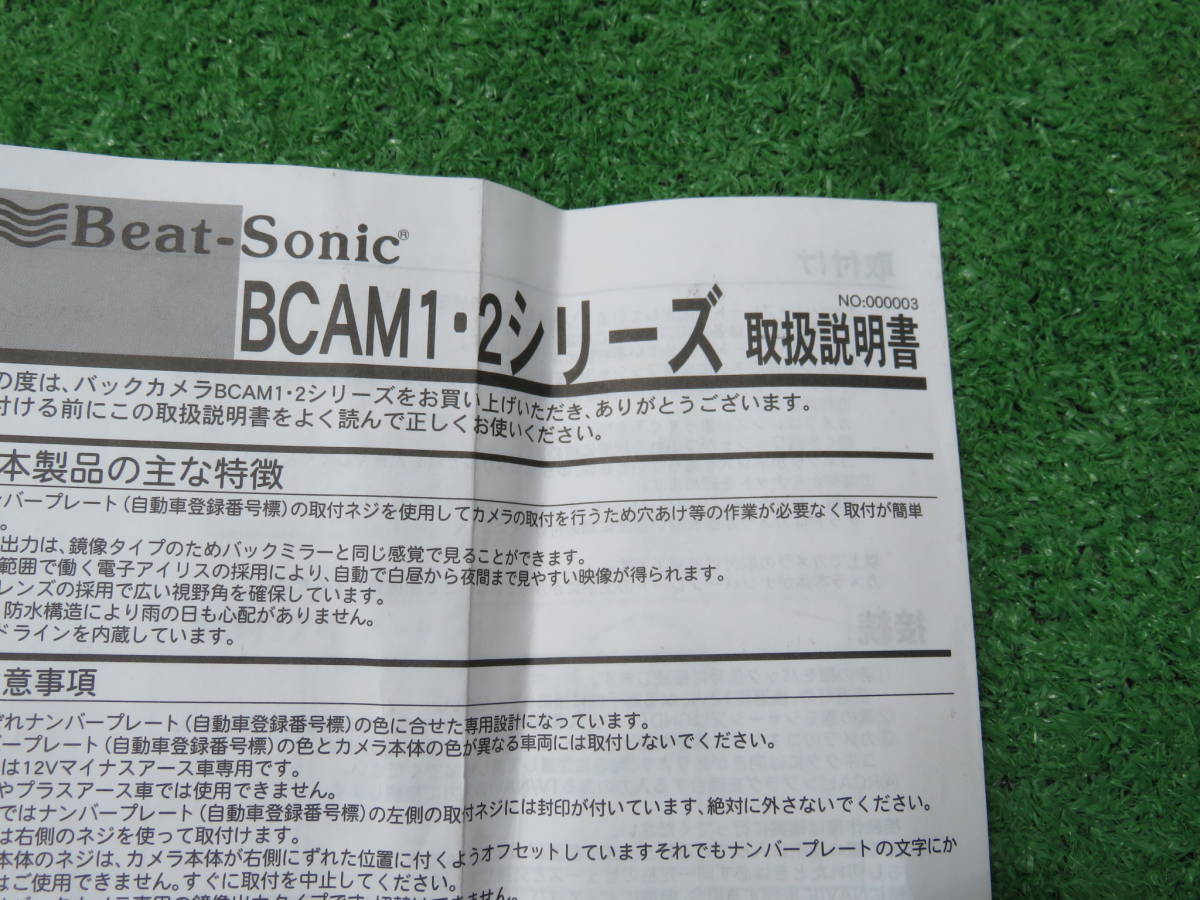 Beat-Sonic®
NO:000003
BCAM1・2シリーズ 取扱説明書
の度は、バックカメラBCAM1・2シリーズをお買い上げいただき、ありがとうございます。
付ける前にこの取扱説明書をよく読んで正しくお使いください。
本製品の主な特徴
ンバープレート（自動車登録番号標）の取付ネジを使用してカメラの取付を行うため穴あけ等の作業が必要なく取付が簡単
。
出力は、鏡像タイプのためバックミラーと同じ感覚で見ることができます。
範囲で働く電子アイリスの採用により、自動で白昼から夜間まで見やすい映像が得られます。
レンズの採用で広い視野角を確保しています。
防水構造により雨の日も心配がありません。
ドラインを内蔵しています。
意事項
ずれナンバープレート（自動車登録番号標）の色に合せた専用設計になっています。
バープレート（自動車登録番号標）の色とカメラ本体の色が異なる車両には取付しないでください。
は12Vマイナスアース車専用です。
やプラスアース車では使用できません。
ではナンバープレート（自動車登録番号標）の左側の取付ネジには封印が付いています、絶対に外さないでください。
は右側のネジを使って取付けます。
本体のネジは、カメラ本体が右側にずれた位置に付くようオフセットしていますそれでもナンバープレートの文字にか
はご使用できません。すぐに取付を中止してください。